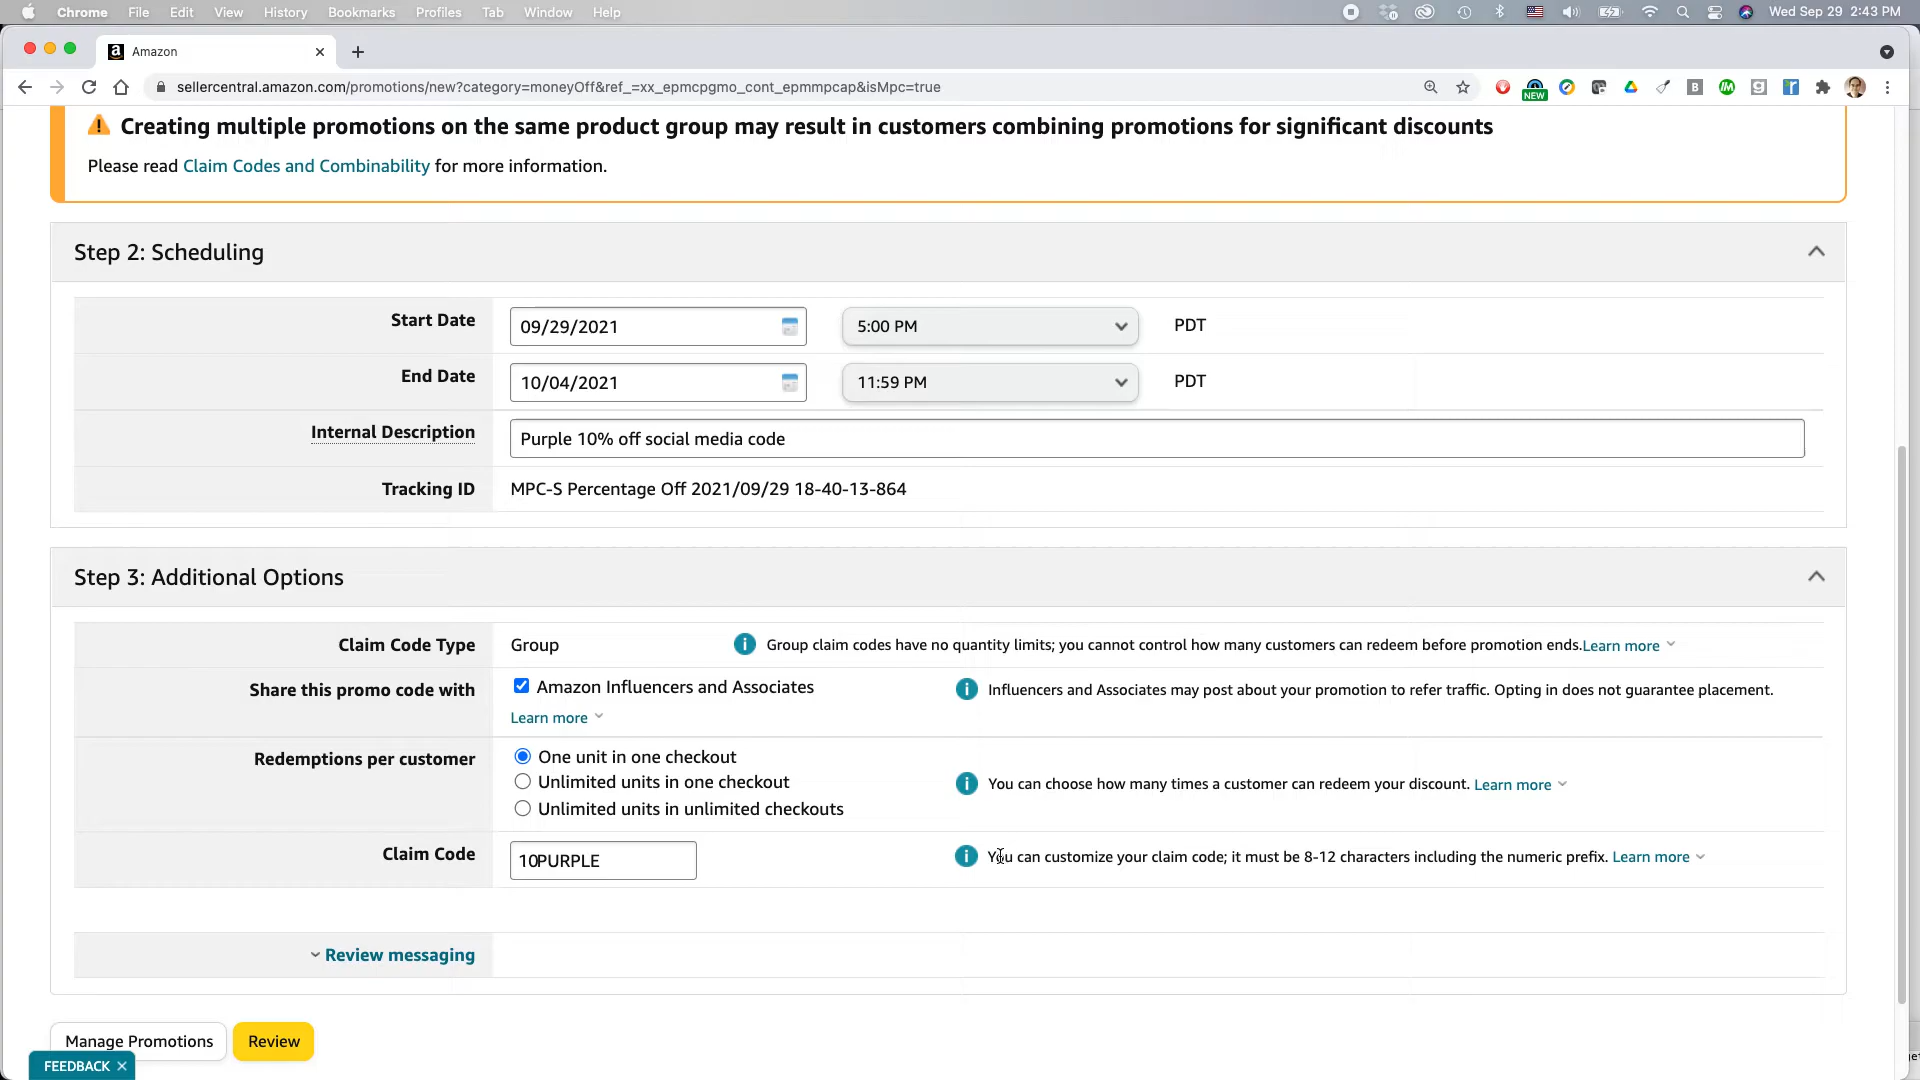 Chrome File Edit View History Bookmarks Profiles Tab Window Help Wed Sep 29 2:43 PM
Amazon
sellercentral.amazon.com/promotions/new?category=moneyOff&ref_=xx_epmcpgmo_cont_epmmpcap&isMpc=true
NEW
Creating multiple promotions on the same product group may result in customers combining promotions for significant discounts
Please read Claim Codes and Combinability for more information.
Step 2: Scheduling
Start Date 09/29/2021 5:00 PM PDT
End Date 10/04/2021 11:59 PM PDT
Internal Description Purple 10% off social media code
Tracking ID MPC-S Percentage Off 2021/09/29 18-40-13-864
Step 3: Additional Options
Claim Code Type Group Group claim codes have no quantity limits; you cannot control how many customers can redeem before promotion ends.Learn more
Share this promo code with Amazon Influencers and Associates Influencers and Associates may post about your promotion to refer traffic. Opting in does not guarantee placement.
Learn more
Redemptions per customer One unit in one checkout
Unlimited units in one checkout You can choose how many times a customer can redeem your discount. Learn more
Unlimited units in unlimited checkouts
Claim Code 10PURPLE You can customize your claim code; it must be 8-12 characters including the numeric prefix. Learn more
Review messaging
Manage Promotions Review
FEEDBACK